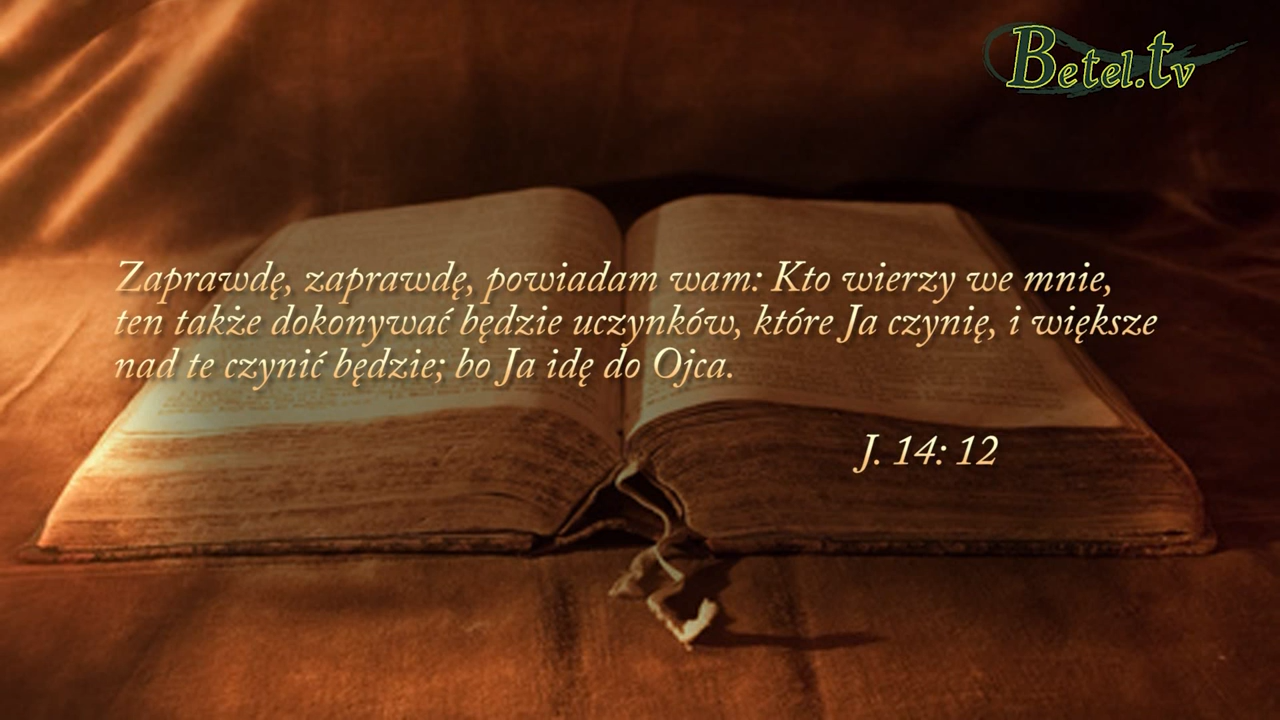 Betel.tv
Zaprawdę, zaprawdę, powiadam wam: Kto wierzy we mnie,
ten także dokonywać będzie uczynków, które Ja czynię, i większe
nad te czynić będzie; bo Ja idę do Ojca.
J. 14: 12